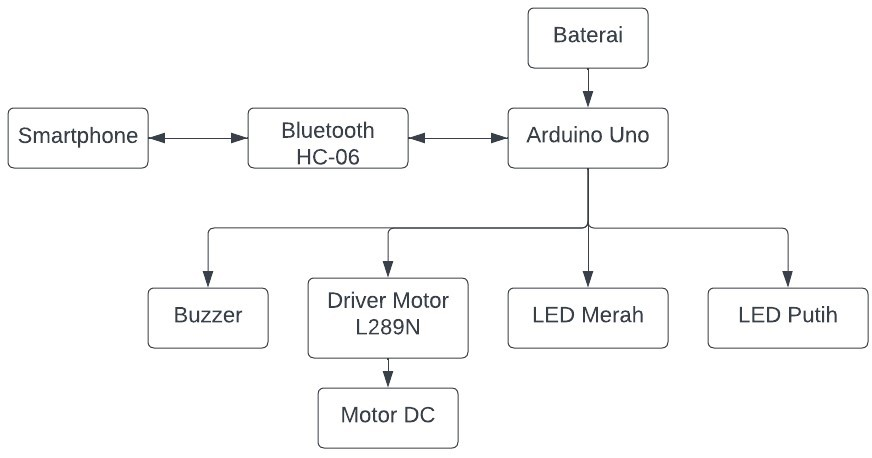 Baterai
Smartphone
Bluetooth
HC-06
Arduino Uno
Buzzer
Driver Motor
L289N
LED Merah
LED Putih
Motor DC